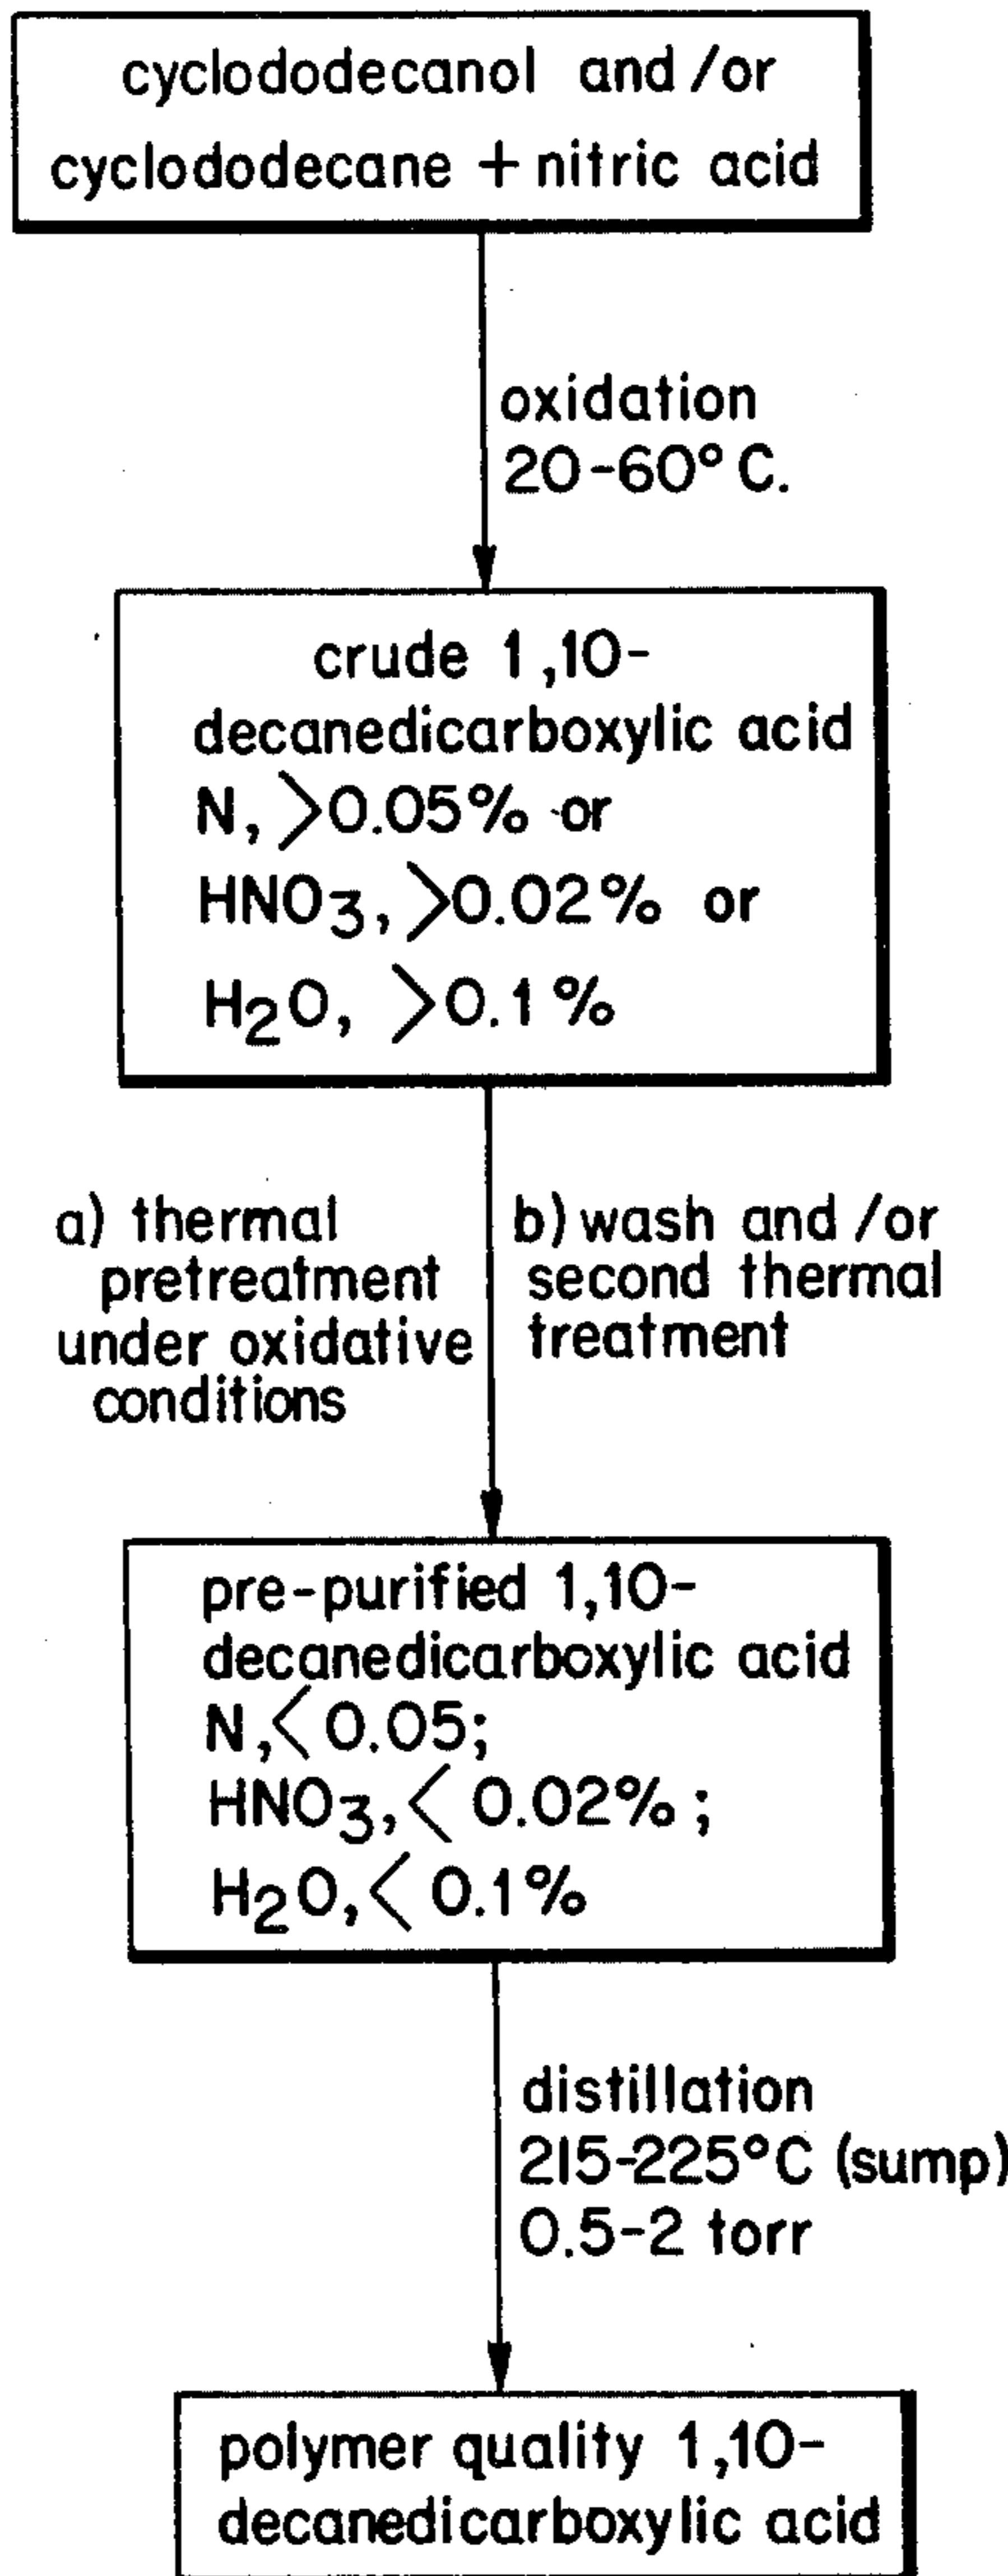 cyclododecanol and /or
cyclododecane + nitric acid
oxidation
20-60° C.
crude 1,10-
decanedicarboxylic acid
N, >0.05% or
HNO3, >0.02% or
H2O, >0.1%
a) thermal
pretreatment
under oxidative
conditions
b) wash and /or
second thermal
treatment
pre-purified 1,10-
decanedicarboxylic acid
N,< 0.05;
HNO3,< 0.02% ;
H2O,< 0.1%
distillation
215-225°C (sump)
0.5-2 torr
polymer quality 1,10-
decanedicarboxylic acid